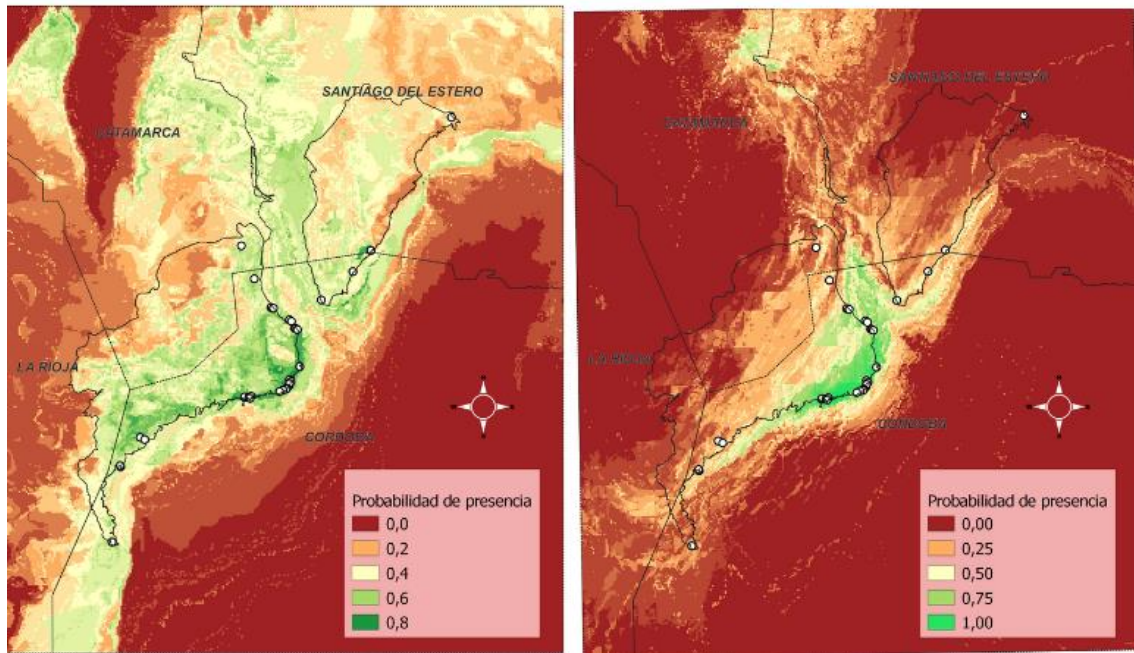 SANTIAGO DEL ESTERO
CATAMARCA
LA RIOJA
CORDOBA
Probabilidad de presencia
0,0
0,2
0,4
0,6
0,8
SANTIAGO DEL ESTERO
CATAMARCA
LA RIOJA
CORDOBA
Probabilidad de presencia
0,00
0,25
0,50
0,75
1,00